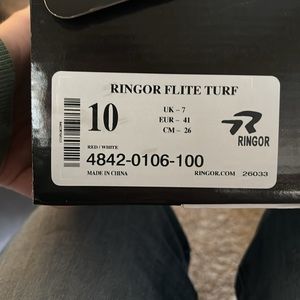 RINGOR FLITE TURF
10
UK – 7
EUR – 41
CM – 26
RINGOR
RED / WHITE
4842-0106-100
MADE IN CHINA
RINGOR.COM
26033